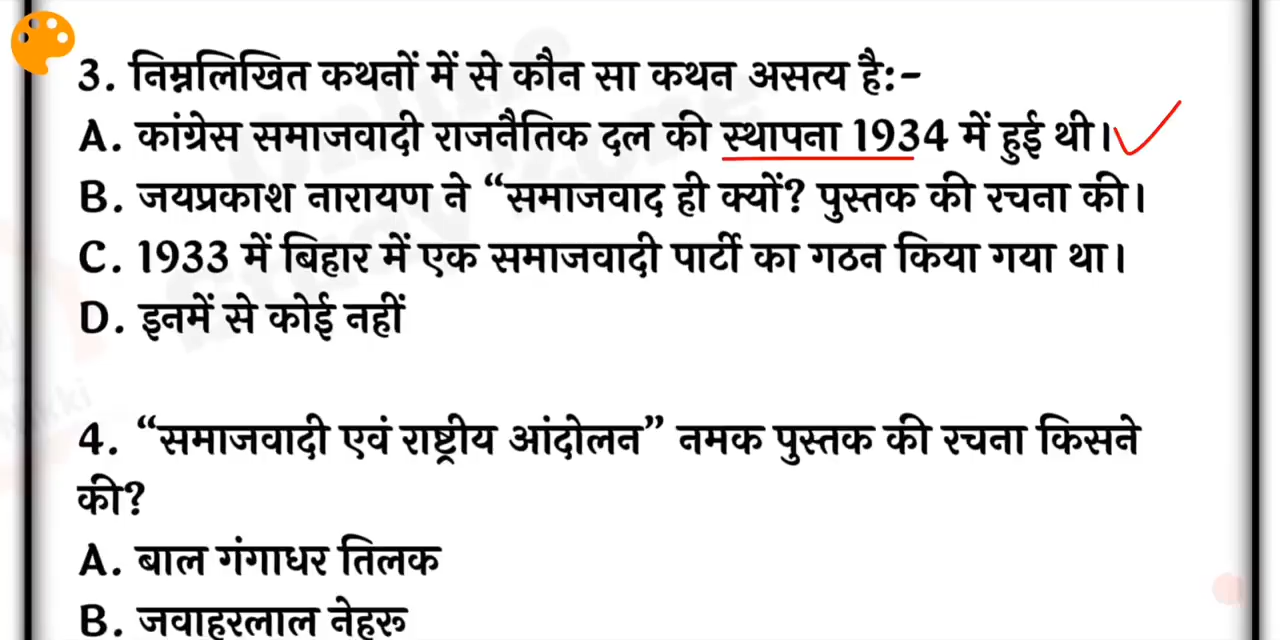 3. निम्नलिखित कथनों में से कौन सा कथन असत्य है:-
A. कांग्रेस समाजवादी राजनैतिक दल की स्थापना 1934 में हुई थी।
B. जयप्रकाश नारायण ने “समाजवाद ही क्यों? पुस्तक की रचना की।
C. 1933 में बिहार में एक समाजवादी पार्टी का गठन किया गया था।
D. इनमें से कोई नहीं
4. “समाजवादी एवं राष्ट्रीय आंदोलन” नमक पुस्तक की रचना किसने
की?
A. बाल गंगाधर तिलक
B. जवाहरलाल नेहरू